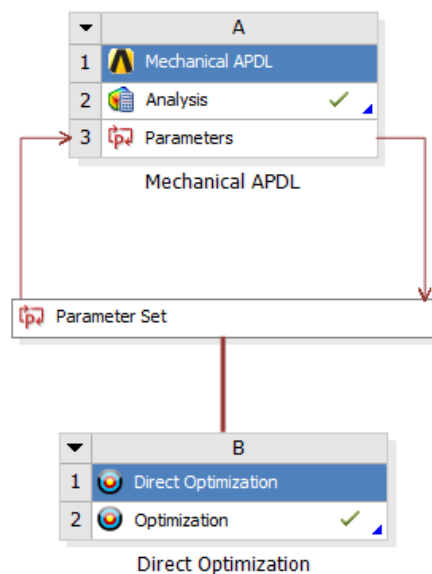 A
1 Mechanical APDL
2 Analysis
3 Parameters
Mechanical APDL
Parameter Set
B
1 Direct Optimization
2 Optimization
Direct Optimization